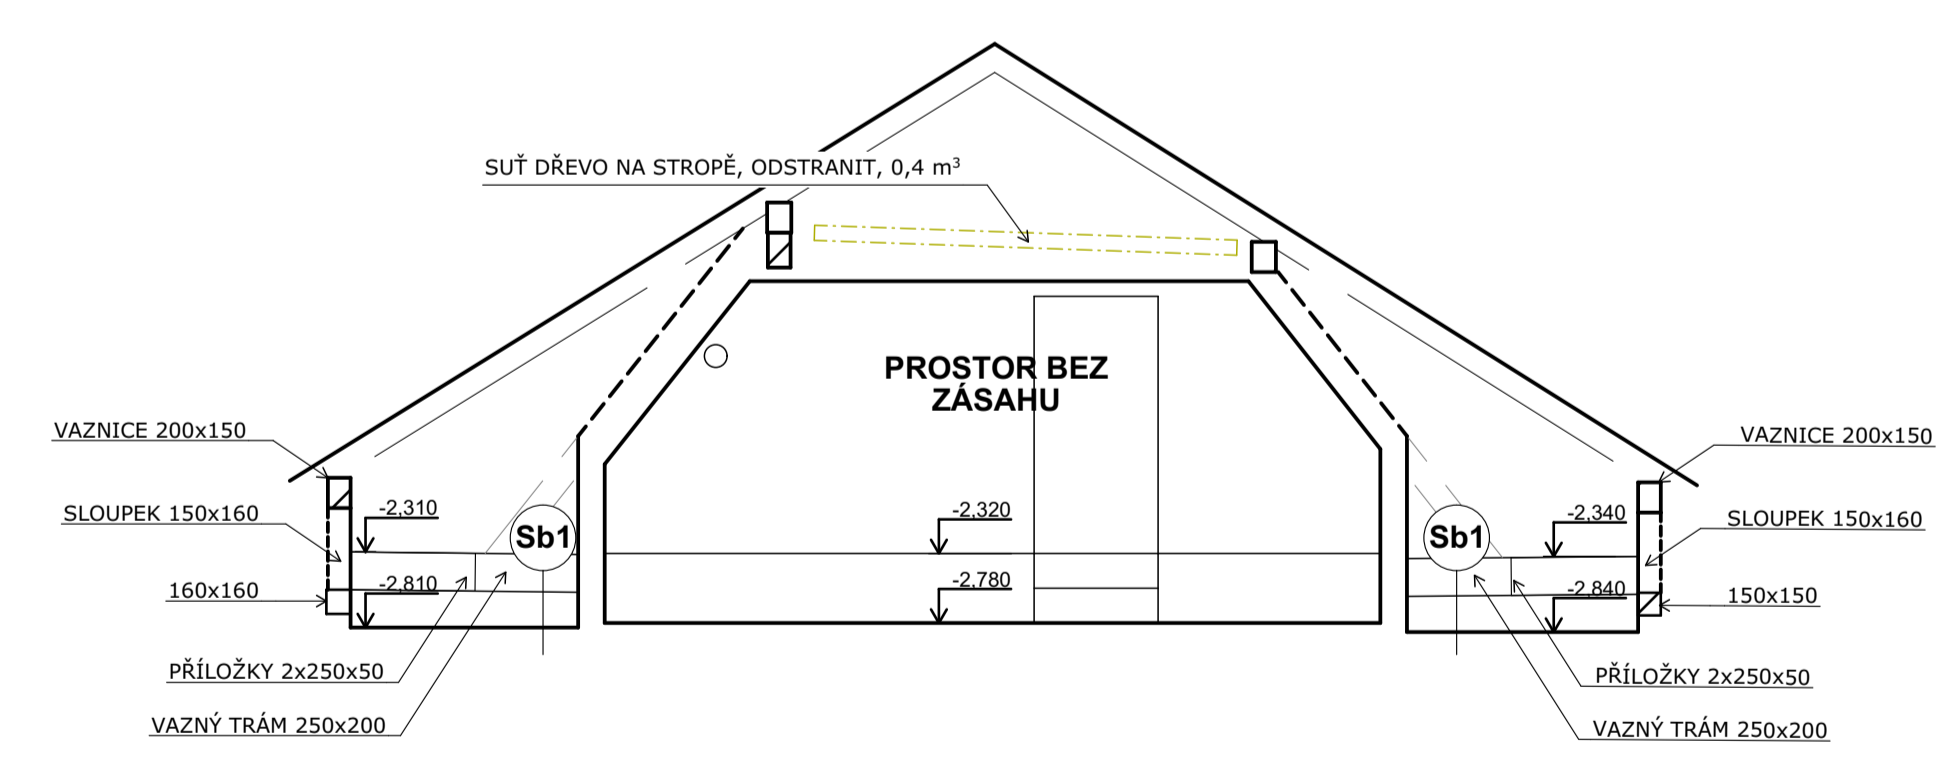 SUŤ DŘEVO NA STROPĚ, ODSTRANIT, 0,4 m³
PROSTOR BEZ
ZÁSAHU
VAZNICE 200x150
VAZNICE 200x150
SLOUPEK 150x160
-2,310
-2,320
-2,340
SLOUPEK 150x160
Sb1
Sb1
160x160
-2,810
-2,780
-2,840
150x150
PŘÍLOŽKY 2x250x50
PŘÍLOŽKY 2x250x50
VAZNÝ TRÁM 250x200
VAZNÝ TRÁM 250x200